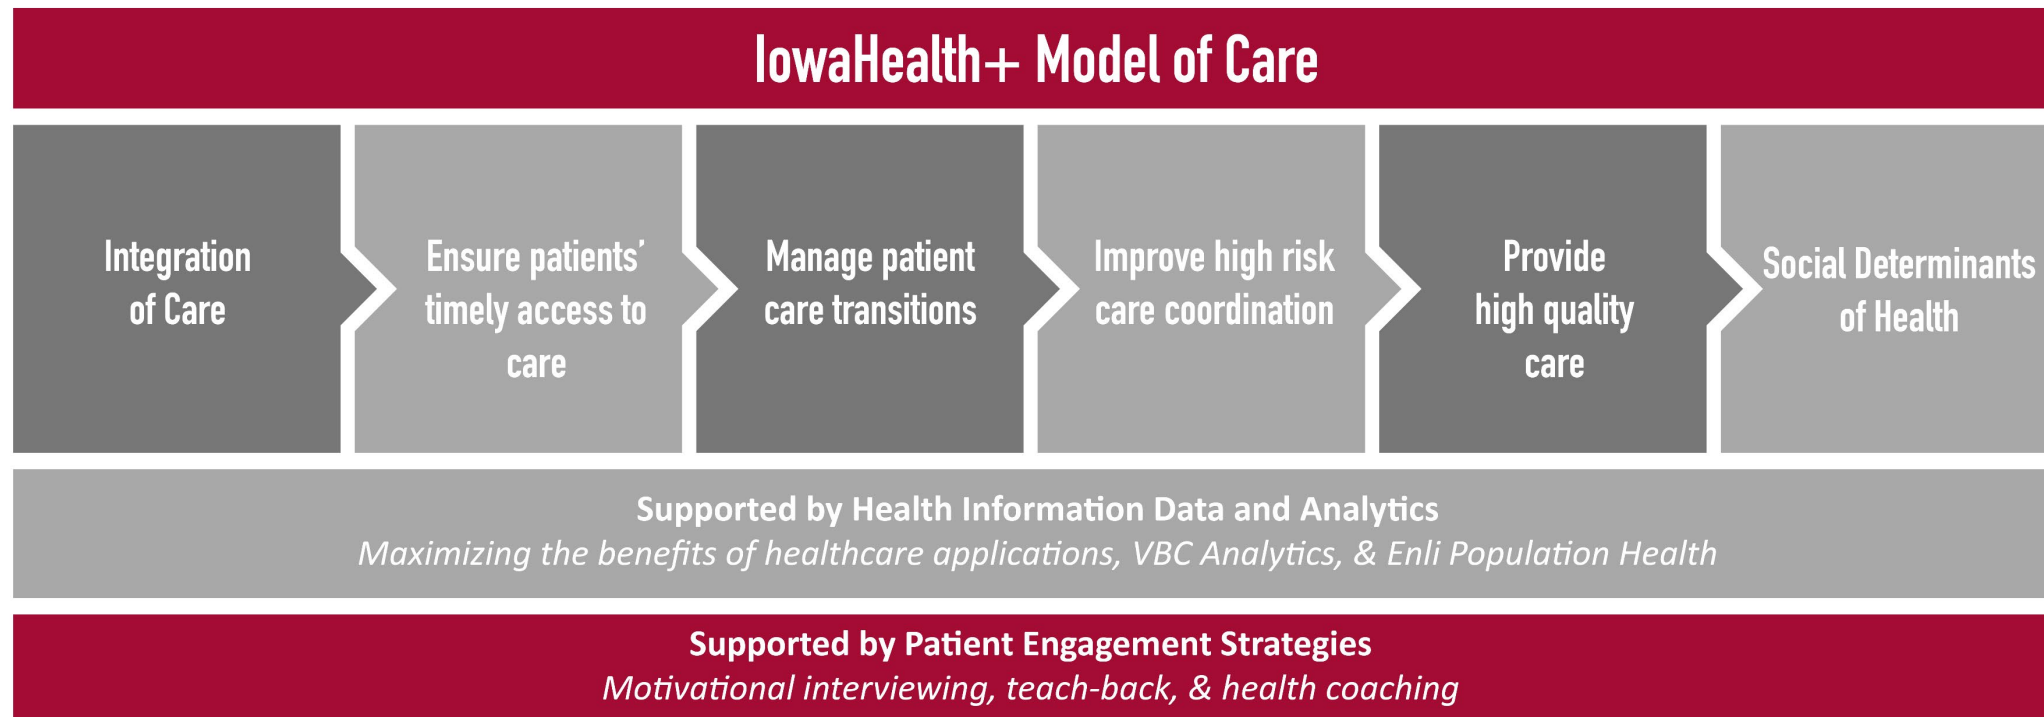 IowaHealth+ Model of Care
Integration
of Care
Ensure patients’
timely access to
care
Manage patient
care transitions
Improve high risk
care coordination
Provide
high quality
care
Social Determinants
of Health
Supported by Health Information Data and Analytics
Maximizing the benefits of healthcare applications, VBC Analytics, & Enli Population Health
Supported by Patient Engagement Strategies
Motivational interviewing, teach-back, & health coaching